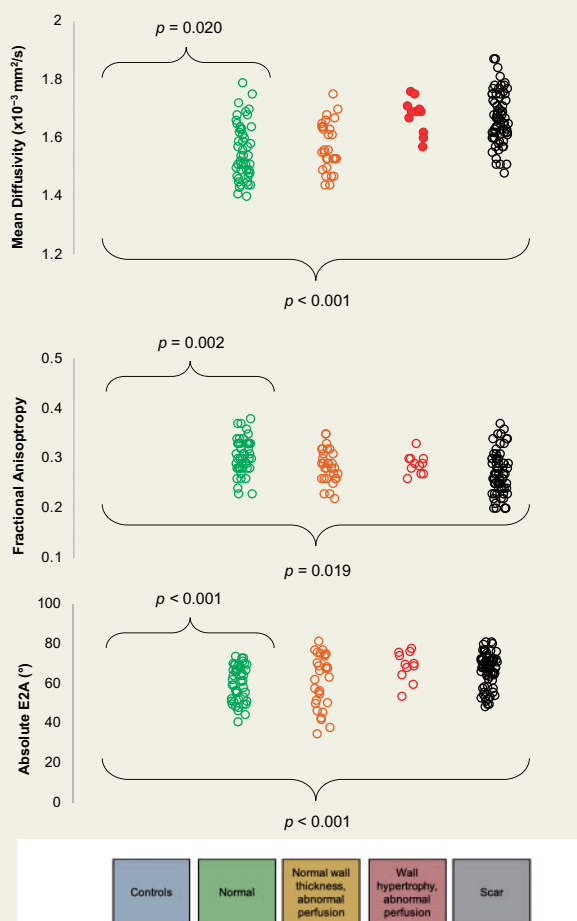 2
p = 0.020
1.8
1.6
1.4
1.2
Mean Diffusivity (x10⁻³ mm²/s)
p < 0.001
p = 0.002
0.5
0.4
0.3
0.2
0.1
Fractional Anisoptropy
p = 0.019
p < 0.001
100
80
60
40
20
0
Absolute E2A (°)
p < 0.001
Controls
Normal
Normal wall
thickness,
abnormal
perfusion
Wall
hypertrophy,
abnormal
perfusion
Scar